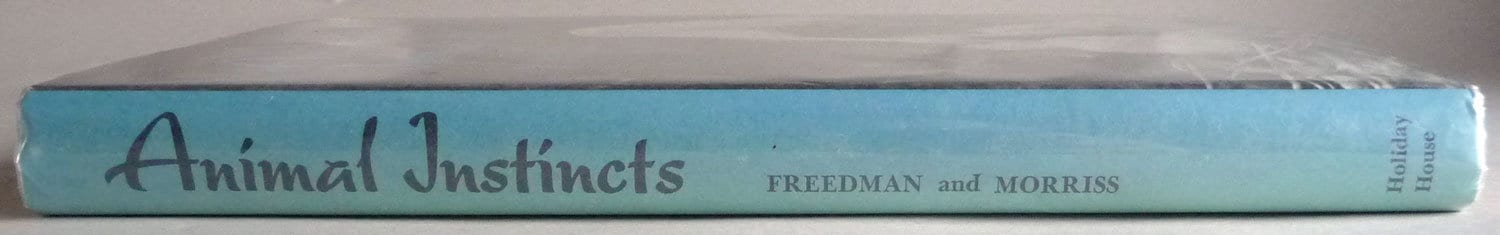 Animal Instincts
FREEDMAN and MORRISS
Holiday
House